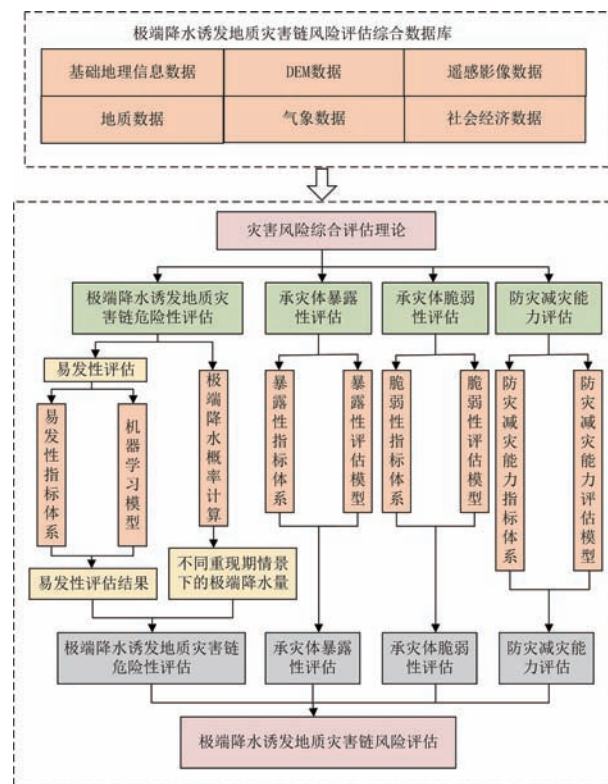 极端降水诱发地质灾害链风险评估综合数据库
基础地理信息数据
DEM数据
遥感影像数据
地质数据
气象数据
社会经济数据
灾害风险综合评估理论
极端降水诱发地质灾
害链危险性评估
承灾体暴露
性评估
承灾体脆弱
性评估
防灾减灾能
力评估
易发性评估
易发性指标体系
机器学习模型
极端降水概率计算
暴露性指标体系
暴露性评估模型
脆弱性指标体系
脆弱性评估模型
防灾减灾能力指标体系
防灾减灾能力评估模型
易发性评估结果
不同重现期情景
下的极端降水量
极端降水诱发地质灾害链
危险性评估
承灾体暴露
性评估
承灾体脆弱
性评估
防灾减灾能
力评估
极端降水诱发地质灾害链风险评估